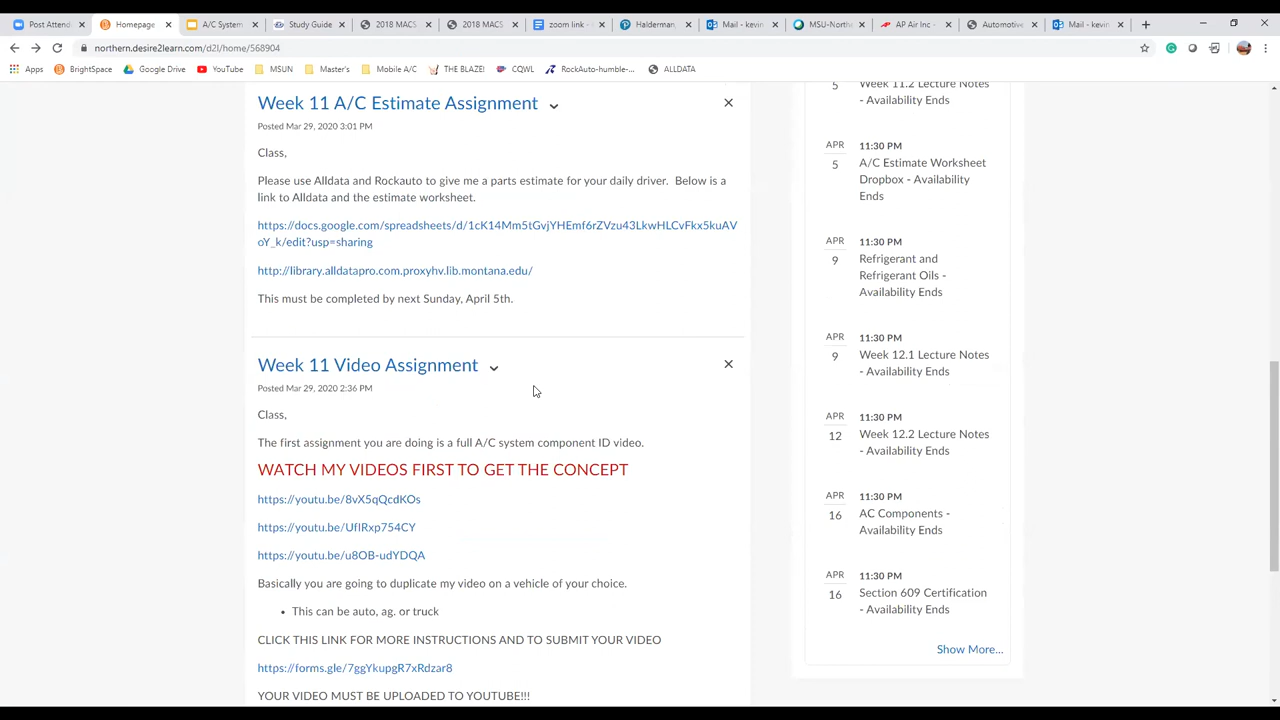 Post Attend
Homepage
A/C System
Study Guide
2018 MACS
2018 MACS
zoom link -
Halderman
Mail - kevin
MSU-North
AP Air Inc -
Automotive
Mail - kevin
northern.desire2learn.com/d2l/home/568904
Apps
BrightSpace
Google Drive
YouTube
MSUN
Master's
Mobile A/C
THE BLAZE!
CQWL
RockAuto-humble-...
ALLDATA
Week 11 A/C Estimate Assignment
Posted Mar 29, 2020 3:01 PM
Class,
Please use Alldata and Rockauto to give me a parts estimate for your daily driver. Below is a
link to Alldata and the estimate worksheet.
https://docs.google.com/spreadsheets/d/1cK14Mm5tGvjYHEmf6rZVzu43LkwHLCvFkx5kuAV
oY_k/edit?usp=sharing
http://library.alldatapro.com.proxyhv.lib.montana.edu/
This must be completed by next Sunday, April 5th.
Week 11 Video Assignment
Posted Mar 29, 2020 2:36 PM
Class,
The first assignment you are doing is a full A/C system component ID video.
WATCH MY VIDEOS FIRST TO GET THE CONCEPT
https://youtu.be/8vX5qQcdKOs
https://youtu.be/UfIRxp754CY
https://youtu.be/u8OB-udYDQA
Basically you are going to duplicate my video on a vehicle of your choice.
• This can be auto, ag. or truck
CLICK THIS LINK FOR MORE INSTRUCTIONS AND TO SUBMIT YOUR VIDEO
https://forms.gle/7ggYkupgR7xRdzar8
YOUR VIDEO MUST BE UPLOADED TO YOUTUBE!!!
5
Week 11.2 Lecture Notes
- Availability Ends
APR
5
11:30 PM
A/C Estimate Worksheet
Dropbox - Availability
Ends
APR
9
11:30 PM
Refrigerant and
Refrigerant Oils -
Availability Ends
APR
9
11:30 PM
Week 12.1 Lecture Notes
- Availability Ends
APR
12
11:30 PM
Week 12.2 Lecture Notes
- Availability Ends
APR
16
11:30 PM
AC Components -
Availability Ends
APR
16
11:30 PM
Section 609 Certification
- Availability Ends
Show More...